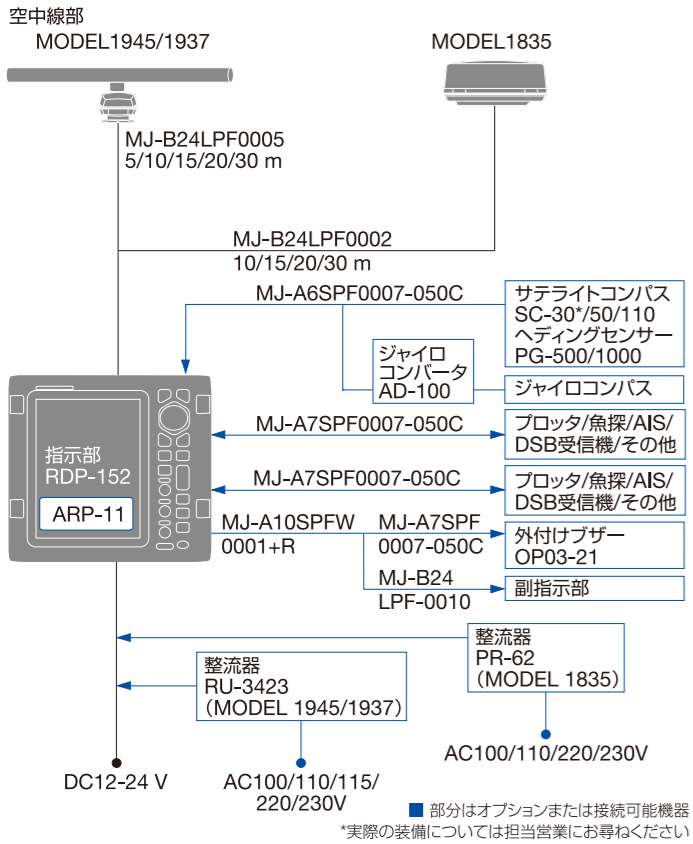 空中線部
MODEL1945/1937
MODEL1835
MJ-B24LPF0005
5/10/15/20/30 m
MJ-B24LPF0002
10/15/20/30 m
MJ-A6SPF0007-050C
サテライトコンパス
SC-30*/50/110
ヘディングセンサー
PG-500/1000
ジャイロ
コンバータ
AD-100
ジャイロコンパス
指示部
RDP-152
ARP-11
MJ-A7SPF0007-050C
プロッタ/魚探/AIS/
DSB受信機/その他
MJ-A7SPF0007-050C
プロッタ/魚探/AIS/
DSB受信機/その他
MJ-A10SPFW
0001+R
MJ-A7SPF
0007-050C
外付けブザー
OP03-21
MJ-B24
LPF-0010
副指示部
整流器
PR-62
（MODEL 1835）
整流器
RU-3423
（MODEL 1945/1937）
DC12-24 V
AC100/110/115/
220/230V
AC100/110/220/230V
■ 部分はオプションまたは接続可能機器
*実際の装備については担当営業にお尋ねください